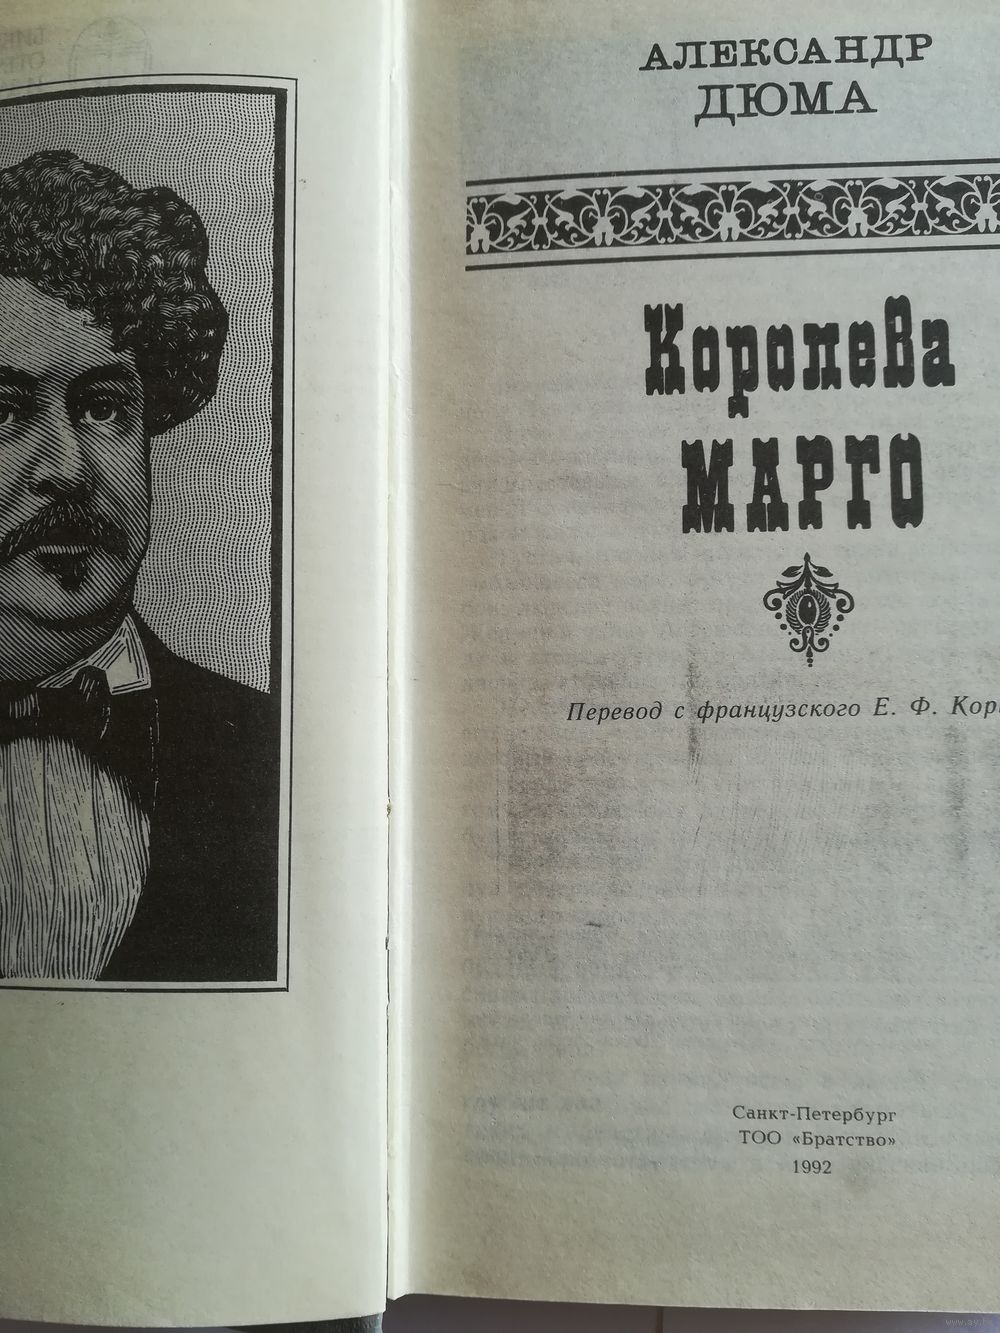 АЛЕКСАНДР
ДЮМА
Королева
МАРГО
Перевод с французского Е. Ф.
Санкт-Петербург
ТОО «Братство»
1992